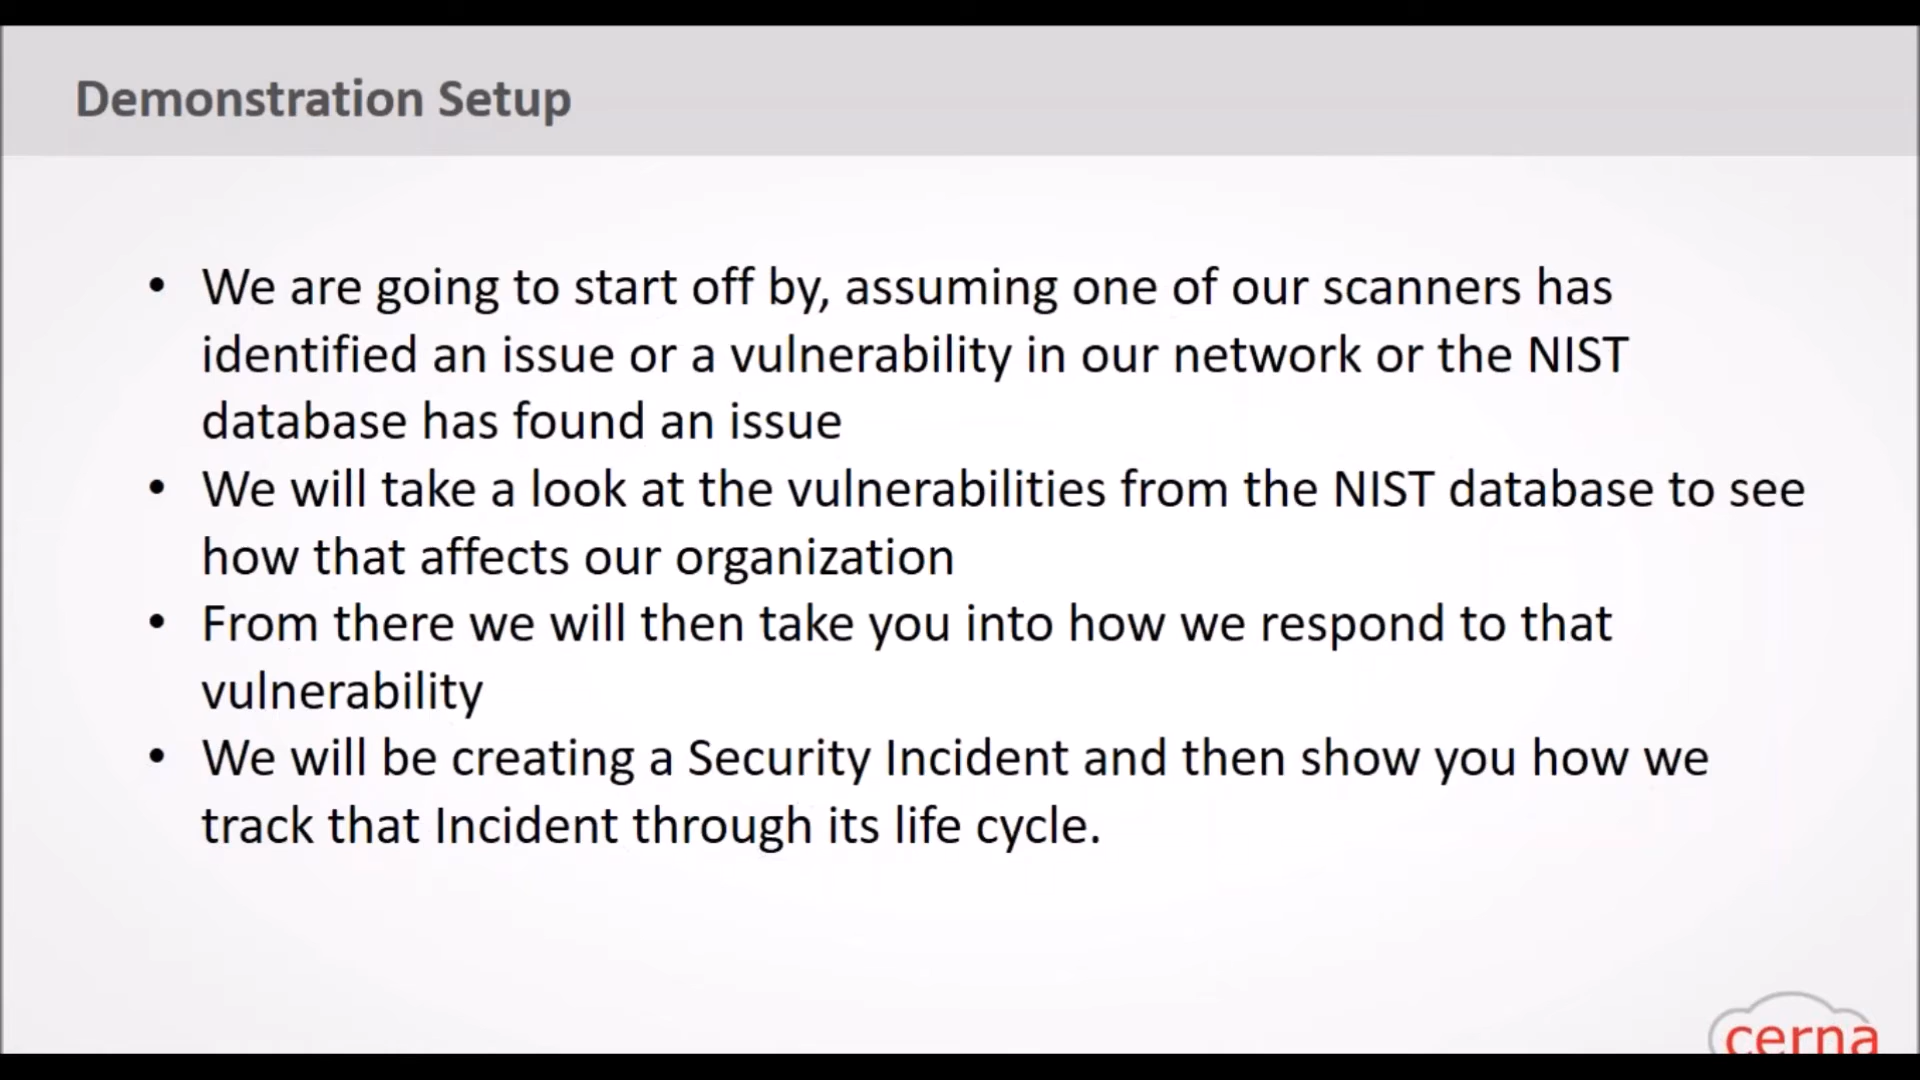 Demonstration Setup
• We are going to start off by, assuming one of our scanners has
identified an issue or a vulnerability in our network or the NIST
database has found an issue
• We will take a look at the vulnerabilities from the NIST database to see
how that affects our organization
• From there we will then take you into how we respond to that
vulnerability
• We will be creating a Security Incident and then show you how we
track that Incident through its life cycle.
cerna